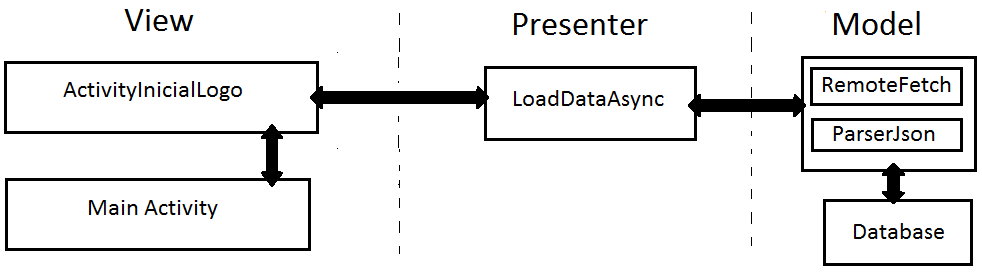 View
Presenter
Model
ActivityInicialLogo
LoadDataAsync
RemoteFetch
ParserJson
Main Activity
Database